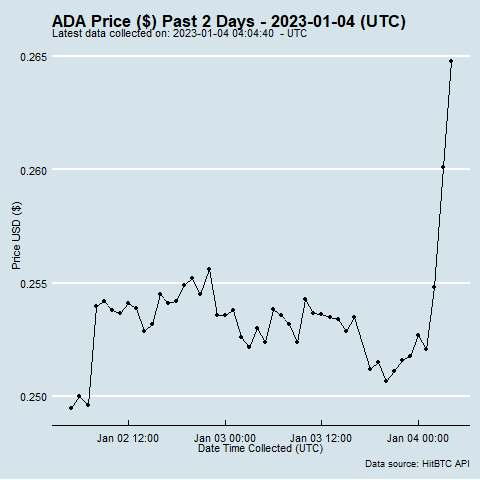 ADA Price ($) Past 2 Days - 2023-01-04 (UTC)
Latest data collected on: 2023-01-04 04:04:40  - UTC
0.265
0.260
0.255
0.250
Price USD ($)
Jan 02 12:00
Jan 03 00:00
Jan 03 12:00
Jan 04 00:00
Date Time Collected (UTC)
Data source: HitBTC API